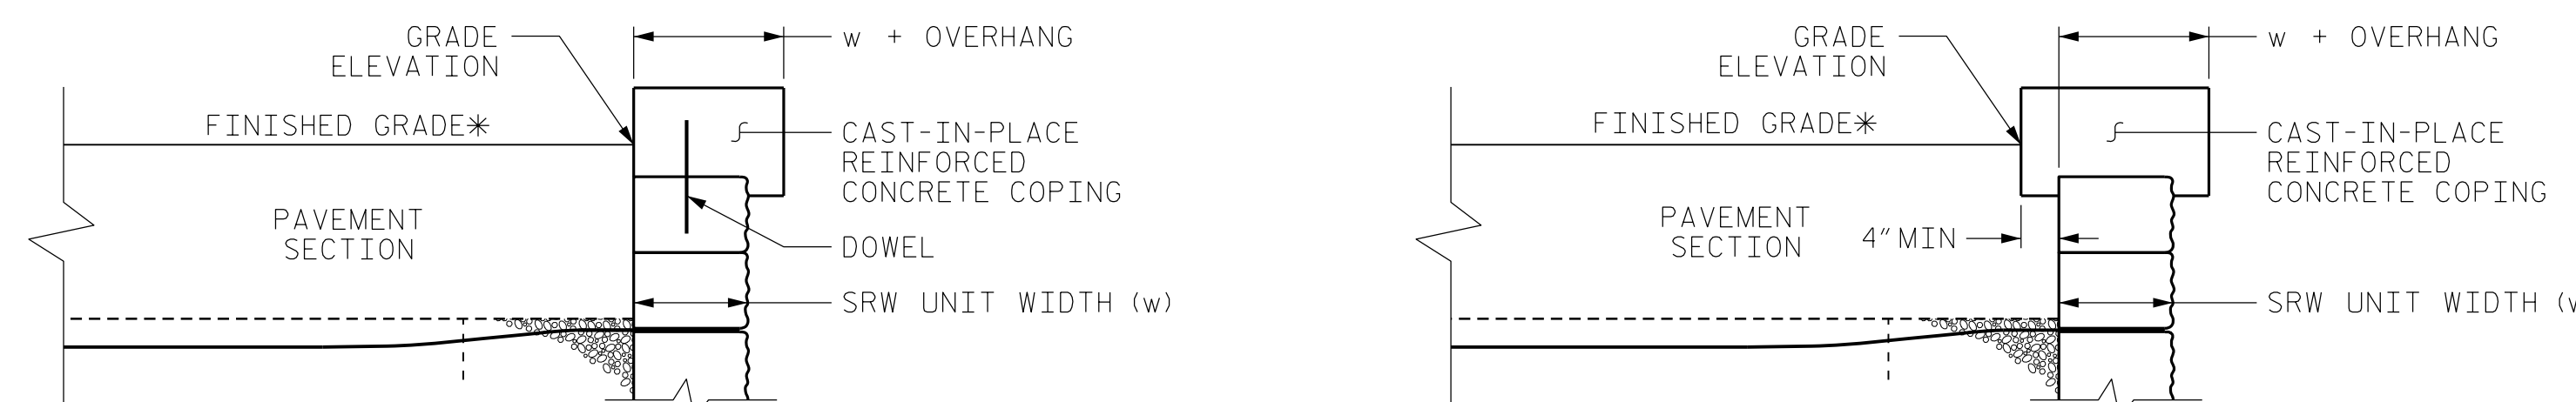 GRADE
ELEVATION
w + OVERHANG
FINISHED GRADE*
CAST-IN-PLACE
REINFORCED
CONCRETE COPING
PAVEMENT
SECTION
DOWEL
SRW UNIT WIDTH (w)
GRADE
ELEVATION
w + OVERHANG
FINISHED GRADE*
CAST-IN-PLACE
REINFORCED
CONCRETE COPING
PAVEMENT
SECTION
4" MIN
SRW UNIT WIDTH (